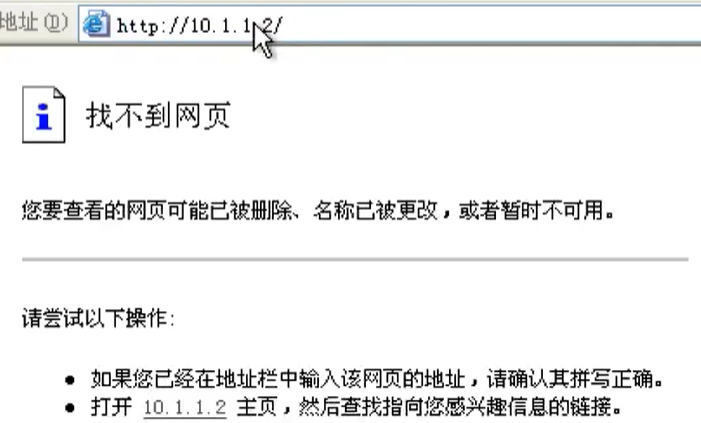 地址(D) http://10.1.1.2/
找不到网页
您要查看的网页可能已被删除、名称已被更改，或者暂时不可用。
请尝试以下操作:
● 如果您已经在地址栏中输入该网页的地址，请确认其拼写正确。
● 打开 10.1.1.2 主页，然后查找指向您感兴趣信息的链接。